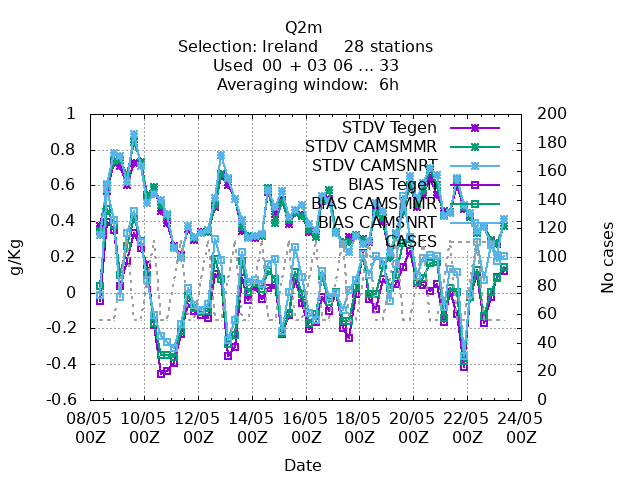 Q2m
Selection: Ireland 28 stations
Used 00 + 03 06 ... 33
Averaging window: 6h
1 200
0.8 180
0.6 160
0.4 140
0.2 120
0 100
-0.2 80
-0.4 60
-0.6 40
20
0
STDV Tegen
STDV CAMSMMR
STDV CAMSNRT
BIAS Tegen
BIAS CAMSMMR
BIAS CAMSNRT
CASES
g/Kg
No cases
08/05 10/05 12/05 14/05 16/05 18/05 20/05 22/05 24/05
00Z 00Z 00Z 00Z 00Z 00Z 00Z 00Z 00Z
Date